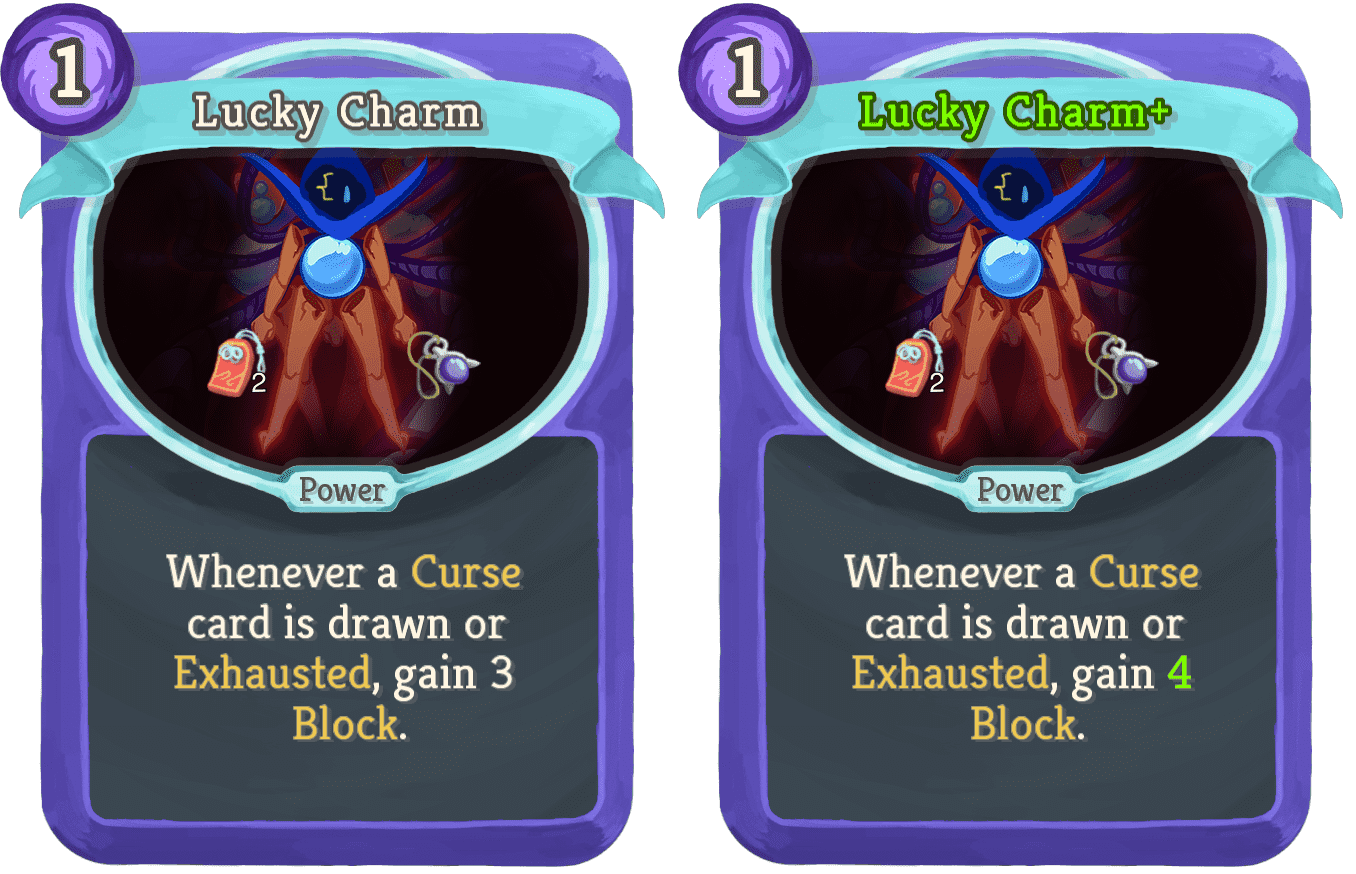 1
Lucky Charm
2
Power
Whenever a Curse
card is drawn or
Exhausted, gain 3
Block.
1
Lucky Charm+
2
Power
Whenever a Curse
card is drawn or
Exhausted, gain 4
Block.